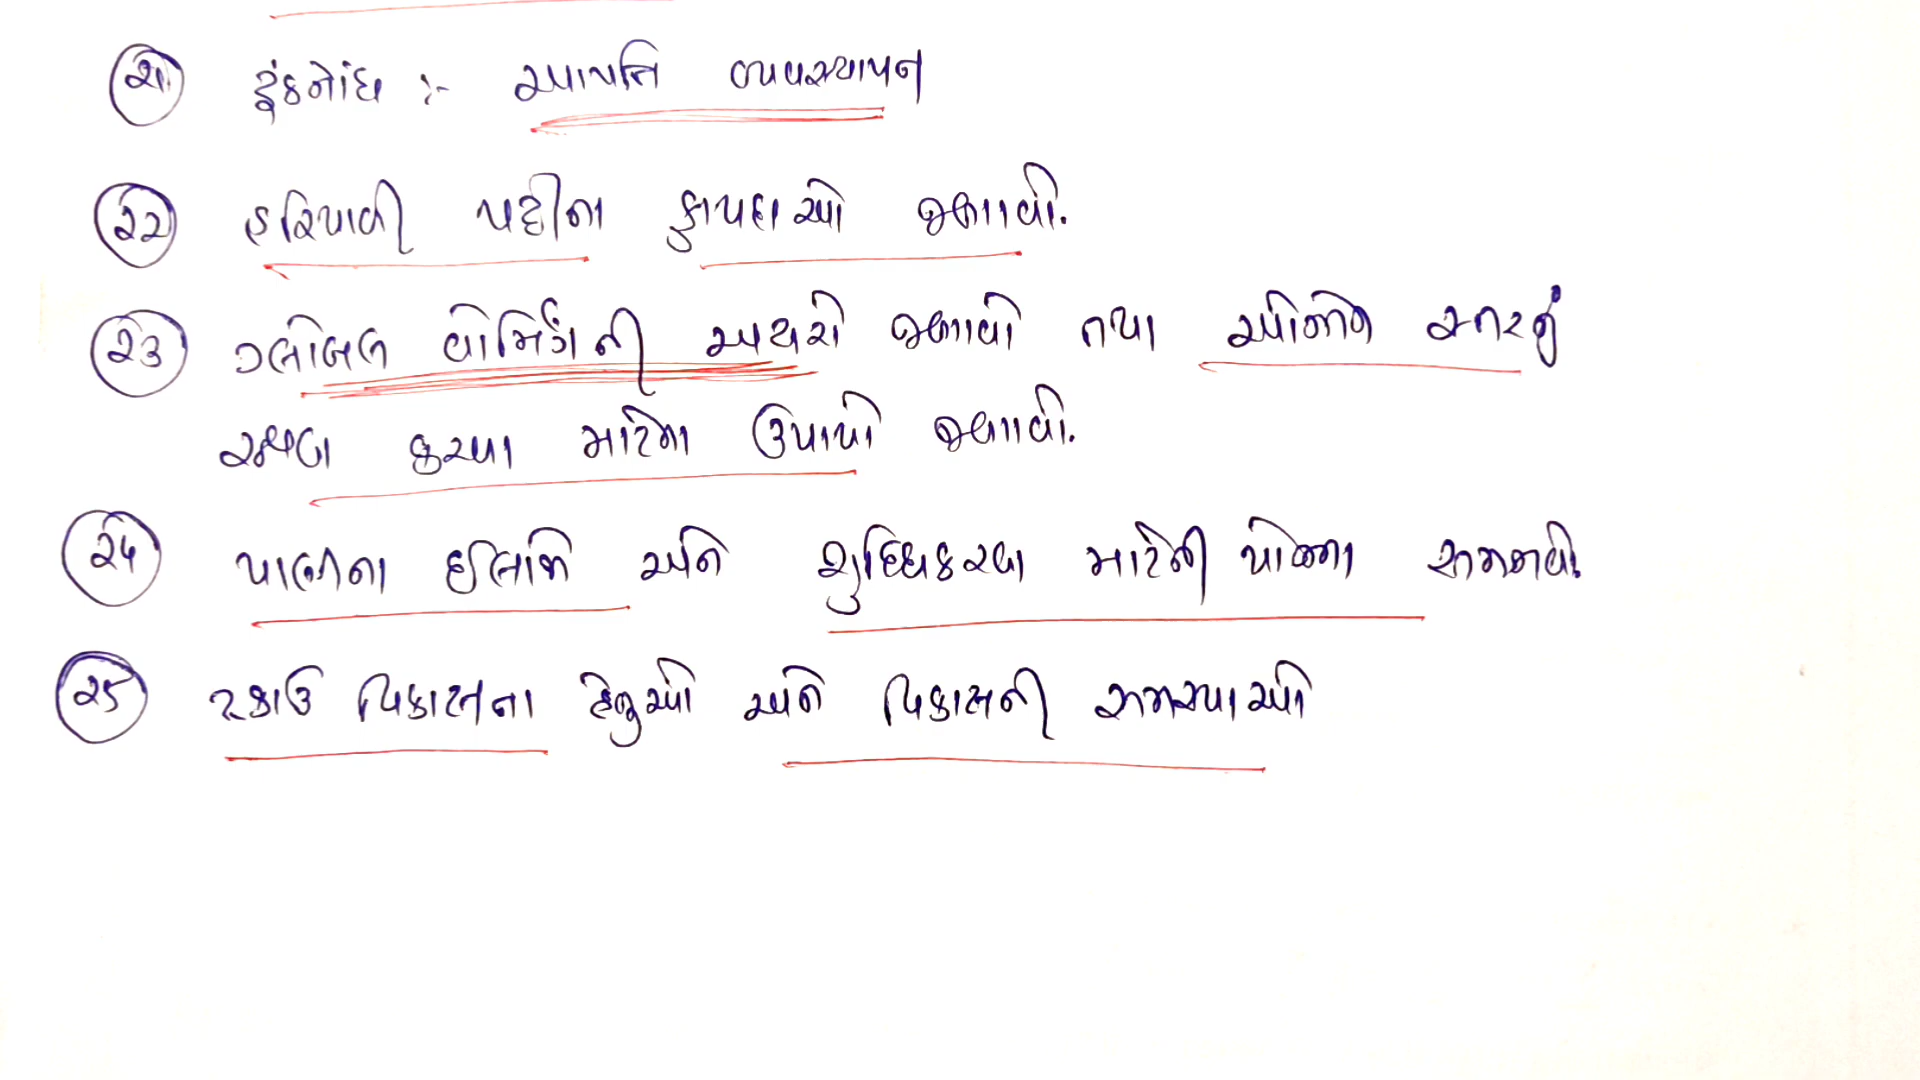 ૨૧ ટૂંકનોંધ :- આપત્તિ વ્યવસ્થાપન
૨૨ હરિયાળી પટ્ટીના ફાયદાઓ જણાવો.
૨૩ ગ્લોબલ વોર્મિંગની અસરો જણાવો તથા ઓઝોન સ્તરનું
રક્ષણ કરવા માટેના ઉપાયો જણાવો.
૨૪ પાણીના ઈલાજ અને શુદ્ધિકરણ માટેની યોજના સમજાવો.
૨૫ ટકાઉ વિકાસના હેતુઓ અને વિકાસની સમસ્યાઓ